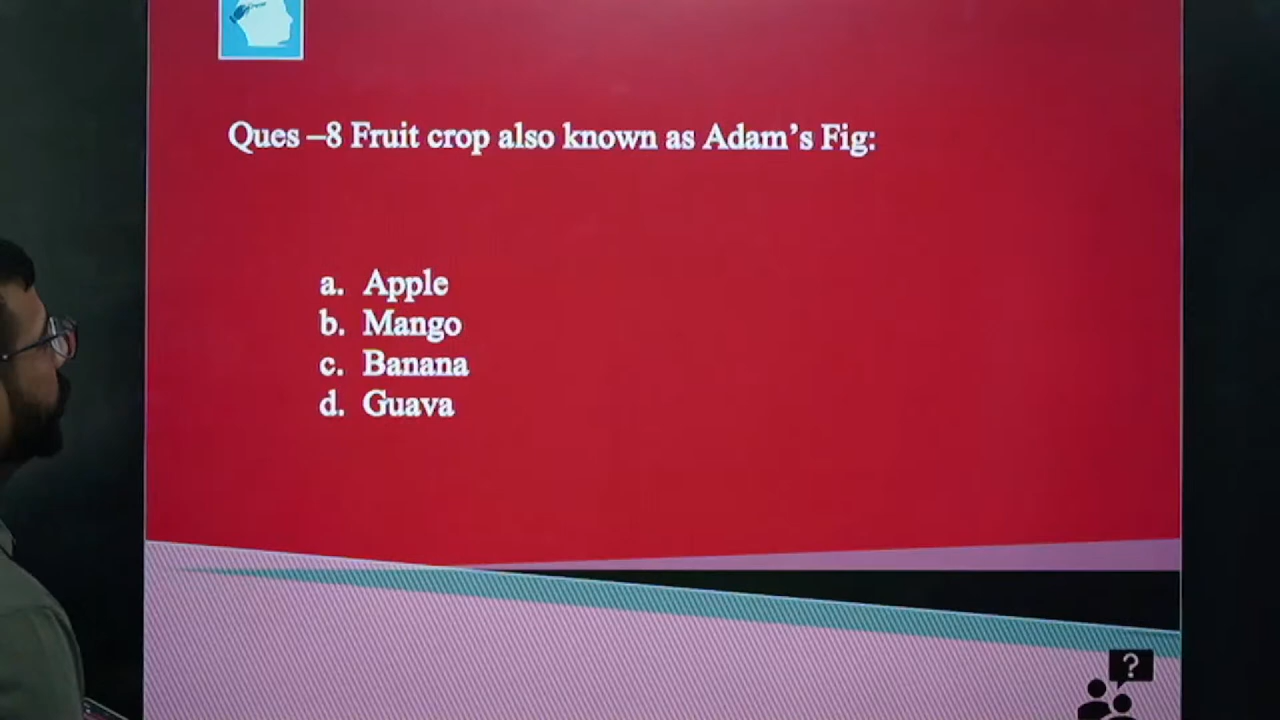 Ques –8 Fruit crop also known as Adam’s Fig:
a. Apple
b. Mango
c. Banana
d. Guava
?